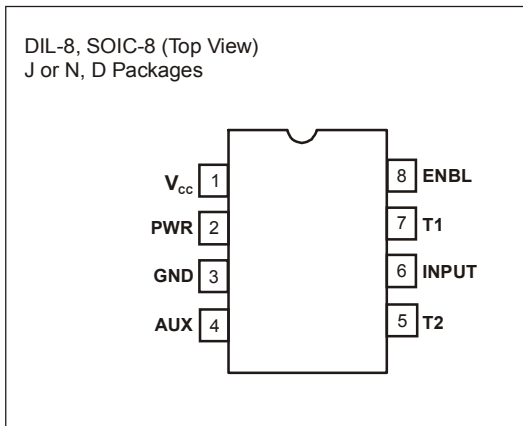 DIL-8, SOIC-8 (Top View)
J or N, D Packages
Vcc 1
PWR 2
GND 3
AUX 4
8 ENBL
7 T1
6 INPUT
5 T2